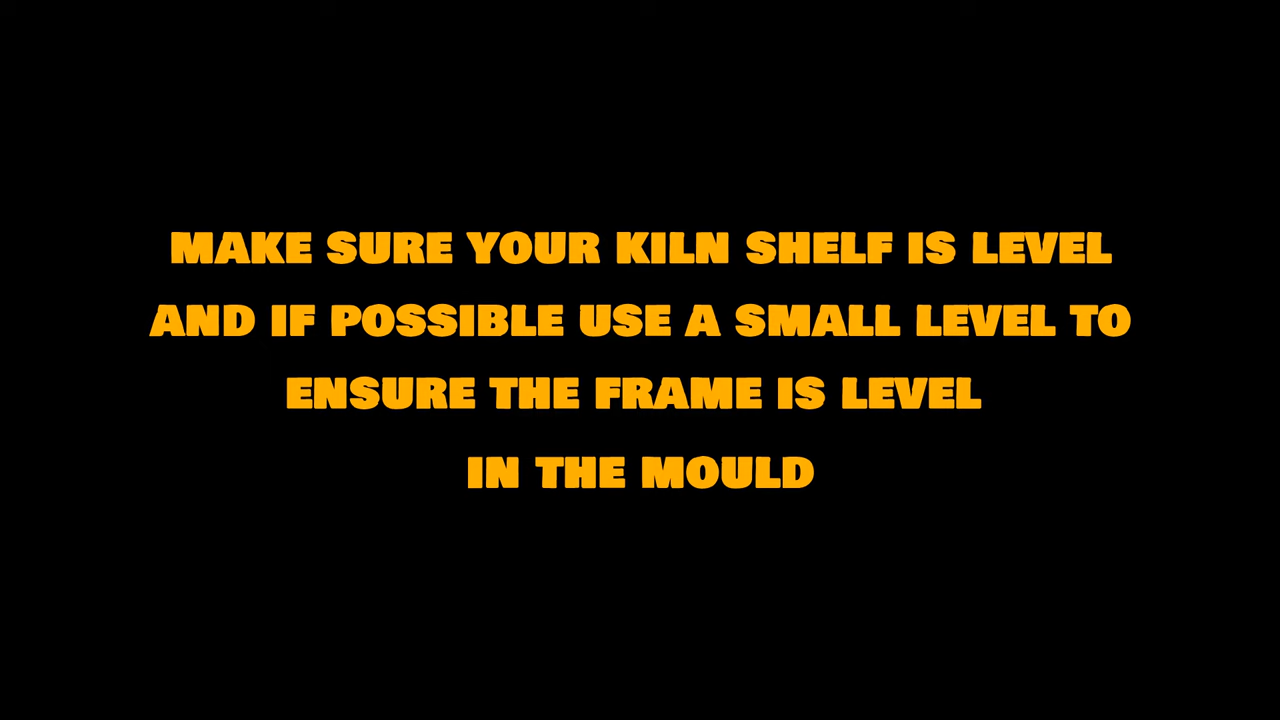 MAKE SURE YOUR KILN SHELF IS LEVEL
AND IF POSSIBLE USE A SMALL LEVEL TO
ENSURE THE FRAME IS LEVEL
IN THE MOULD